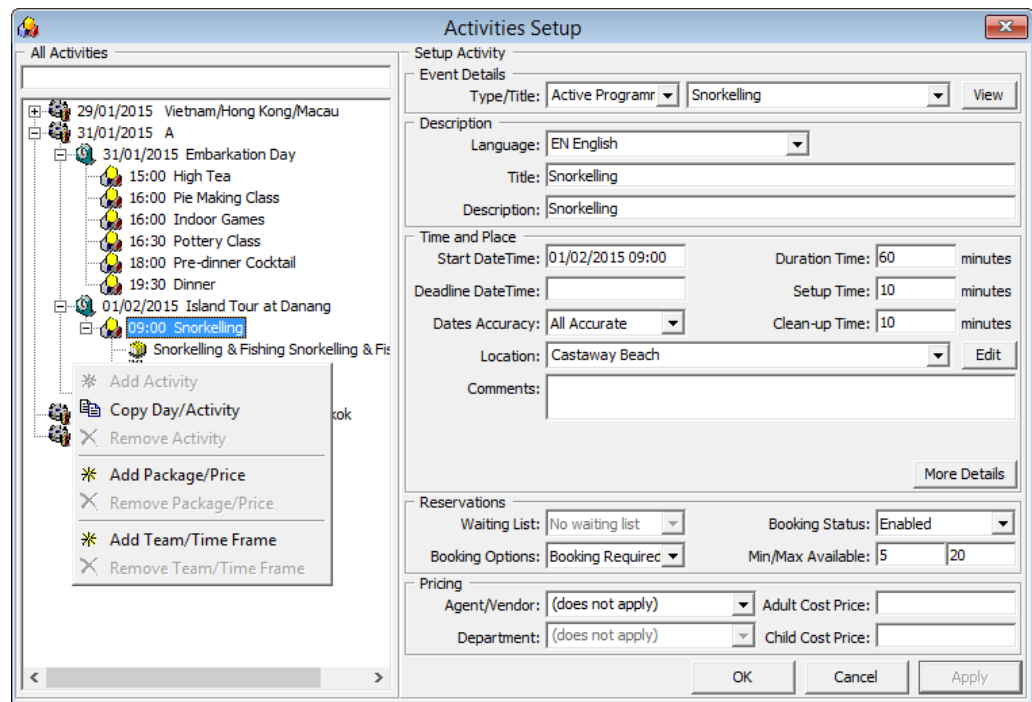 Activities Setup
All Activities
29/01/2015 Vietnam/Hong Kong/Macau
31/01/2015 A
31/01/2015 Embarkation Day
15:00 High Tea
16:00 Pie Making Class
16:00 Indoor Games
16:30 Pottery Class
18:00 Pre-dinner Cocktail
19:30 Dinner
01/02/2015 Island Tour at Danang
09:00 Snorkelling
Snorkelling & Fishing Snorkelling & Fis
kok
Add Activity
Copy Day/Activity
Remove Activity
Add Package/Price
Remove Package/Price
Add Team/Time Frame
Remove Team/Time Frame
Setup Activity
Event Details
Type/Title: Active Programr Snorkelling View
Description
Language: EN English
Title: Snorkelling
Description: Snorkelling
Time and Place
Start DateTime: 01/02/2015 09:00 Duration Time: 60 minutes
Deadline DateTime: Setup Time: 10 minutes
Dates Accuracy: All Accurate Clean-up Time: 10 minutes
Location: Castaway Beach Edit
Comments:
More Details
Reservations
Waiting List: No waiting list Booking Status: Enabled
Booking Options: Booking Required Min/Max Available: 5 20
Pricing
Agent/Vendor: (does not apply) Adult Cost Price:
Department: (does not apply) Child Cost Price:
OK Cancel Apply